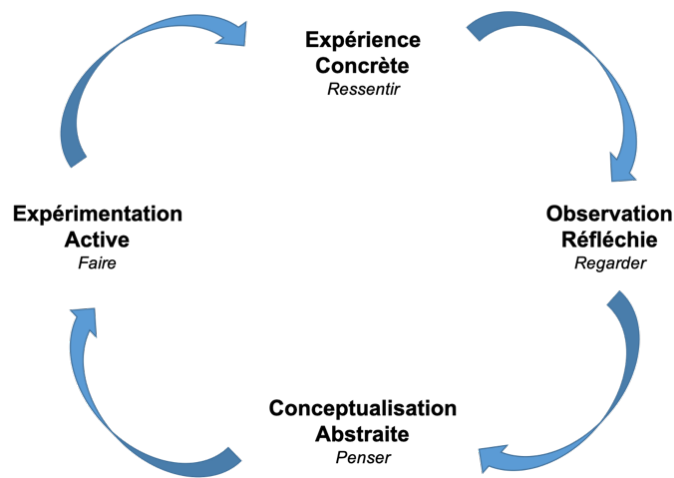 Expérience
Concrète
Ressentir
Expérimentation
Active
Faire
Observation
Réfléchie
Regarder
Conceptualisation
Abstraite
Penser